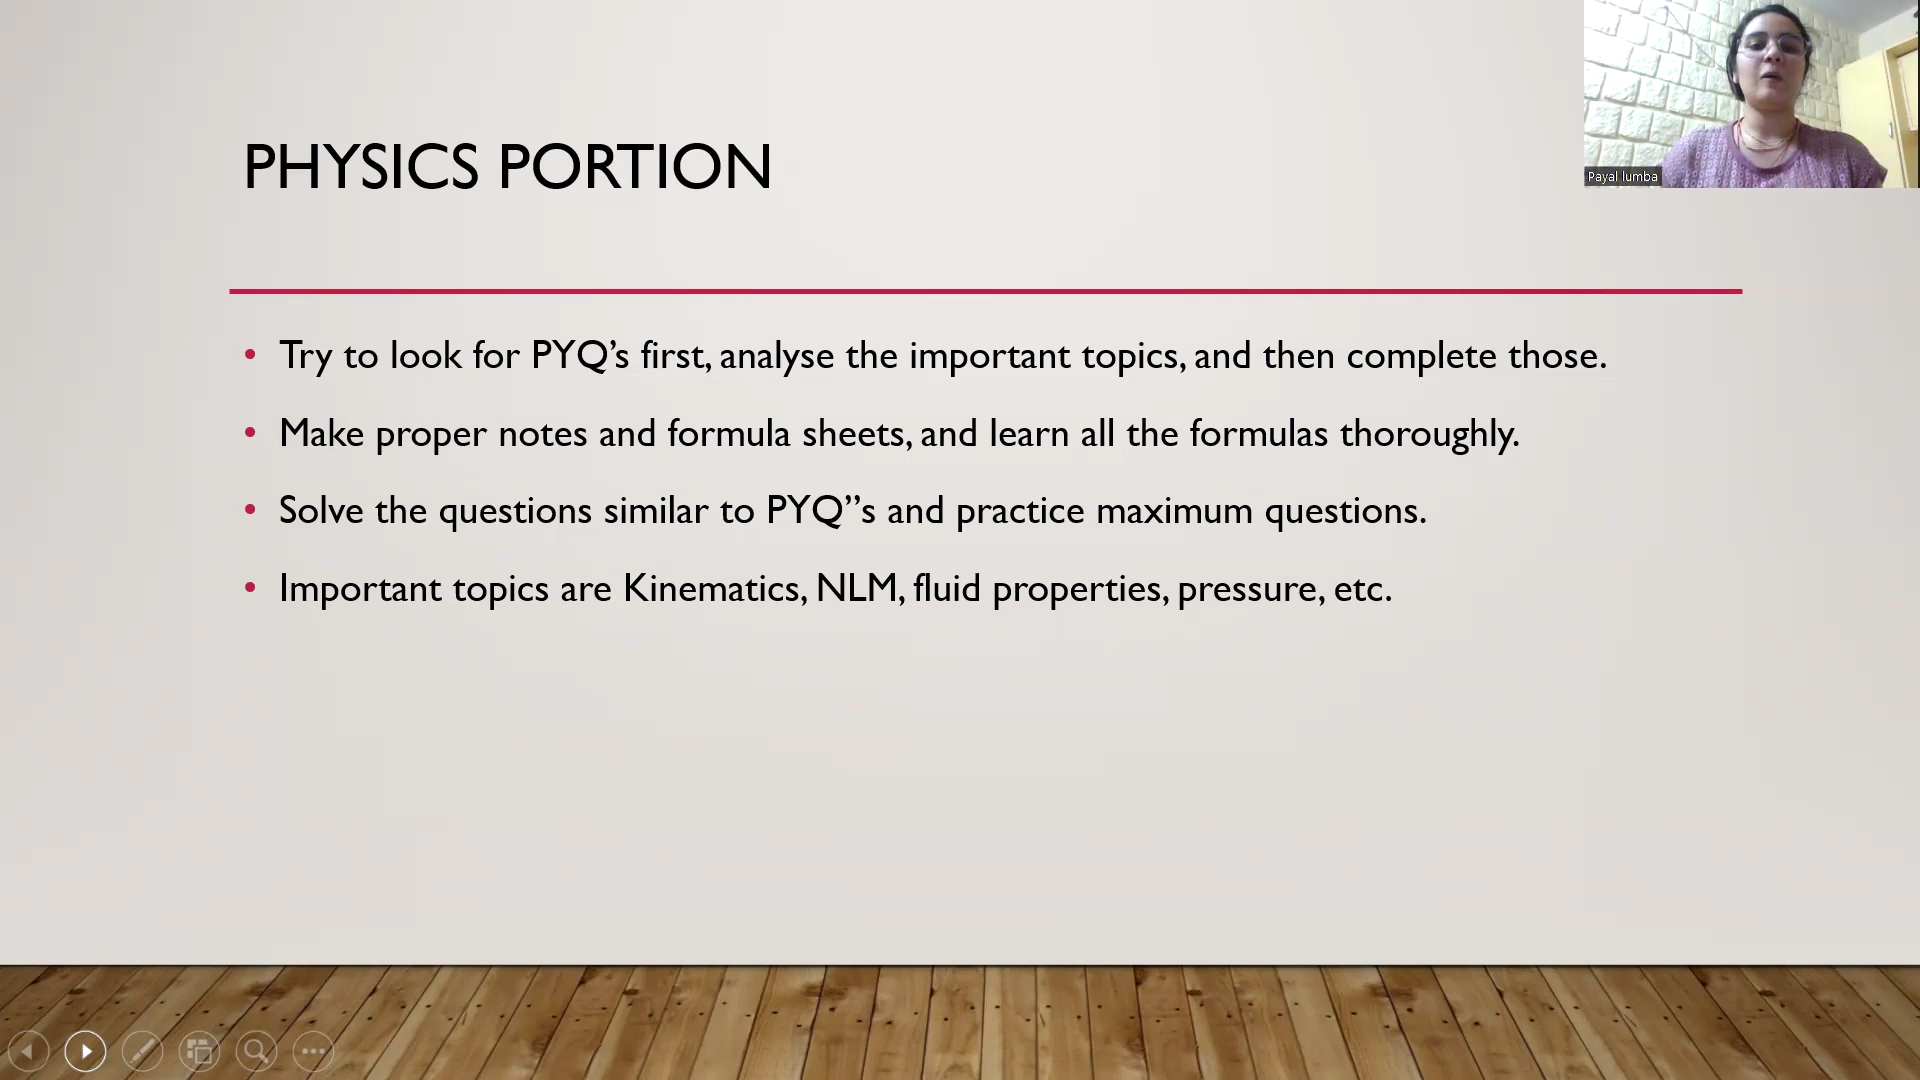 PHYSICS PORTION
Payal lumba
• Try to look for PYQ’s first, analyse the important topics, and then complete those.
• Make proper notes and formula sheets, and learn all the formulas thoroughly.
• Solve the questions similar to PYQ”s and practice maximum questions.
• Important topics are Kinematics, NLM, fluid properties, pressure, etc.